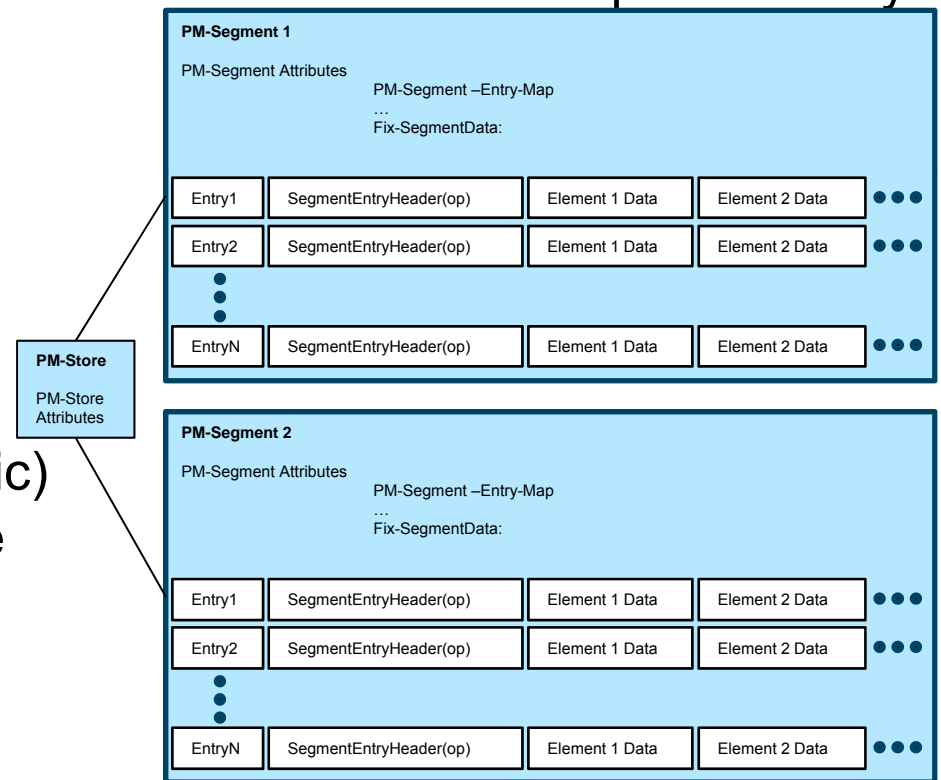 PM-Segment 1
PM-Segment Attributes
PM-Segment –Entry-Map
…
Fix-SegmentData:
Entry1 SegmentEntryHeader(op) Element 1 Data Element 2 Data
Entry2 SegmentEntryHeader(op) Element 1 Data Element 2 Data
EntryN SegmentEntryHeader(op) Element 1 Data Element 2 Data
PM-Store
PM-Store
Attributes
ic)
e
PM-Segment 2
PM-Segment Attributes
PM-Segment –Entry-Map
…
Fix-SegmentData:
Entry1 SegmentEntryHeader(op) Element 1 Data Element 2 Data
Entry2 SegmentEntryHeader(op) Element 1 Data Element 2 Data
EntryN SegmentEntryHeader(op) Element 1 Data Element 2 Data